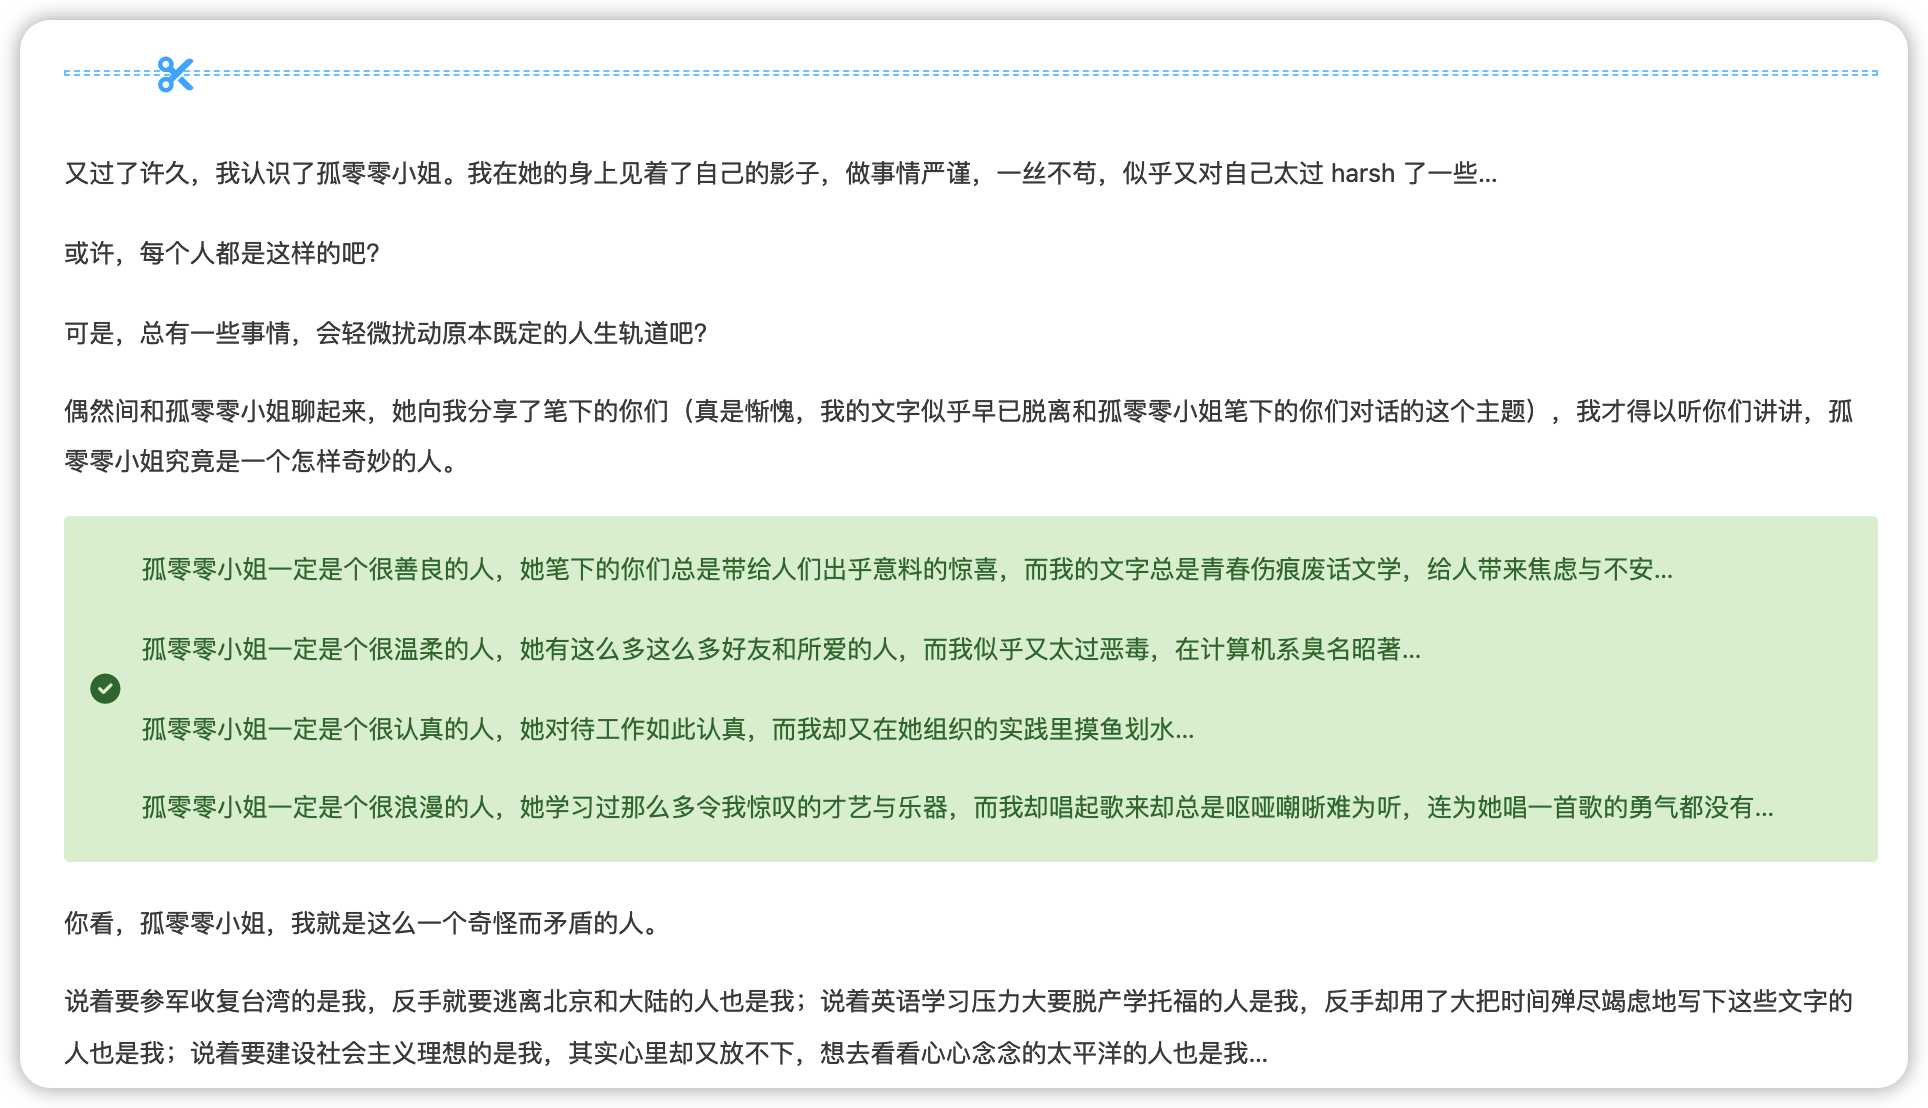 又过了许久，我认识了孤零零小姐。我在她的身上见着了自己的影子，做事情严谨，一丝不苟，似乎又对自己太过 harsh 了一些...
或许，每个人都是这样的吧？
可是，总有一些事情，会轻微扰动原本既定的人生轨道吧？
偶然间和孤零零小姐聊起来，她向我分享了笔下的你们（真是惭愧，我的文字似乎早已脱离和孤零零小姐笔下的你们对话的这个主题），我才得以听你们讲讲，孤
零零小姐究竟是一个怎样奇妙的人。
孤零零小姐一定是个很善良的人，她笔下的你们总是带给人们出乎意料的惊喜，而我的文字总是青春伤痕废话文学，给人带来焦虑与不安...
孤零零小姐一定是个很温柔的人，她有这么多这么多好友和所爱的人，而我似乎又太过恶毒，在计算机系臭名昭著...
孤零零小姐一定是个很认真的人，她对待工作如此认真，而我却又在她组织的实践里摸鱼划水...
孤零零小姐一定是个很浪漫的人，她学习过那么多令我惊叹的才艺与乐器，而我却唱起歌来却总是呕哑嘲哳难为听，连为她唱一首歌的勇气都没有...
你看，孤零零小姐，我就是这么一个奇怪而矛盾的人。
说着要参军收复台湾的是我，反手就要逃离北京和大陆的人也是我；说着英语学习压力大要脱产学托福的人是我，反手却用了大把时间殚尽竭虑地写下这些文字的
人也是我；说着要建设社会主义理想的是我，其实心里却又放不下，想去看看心心念念的太平洋的人也是我...